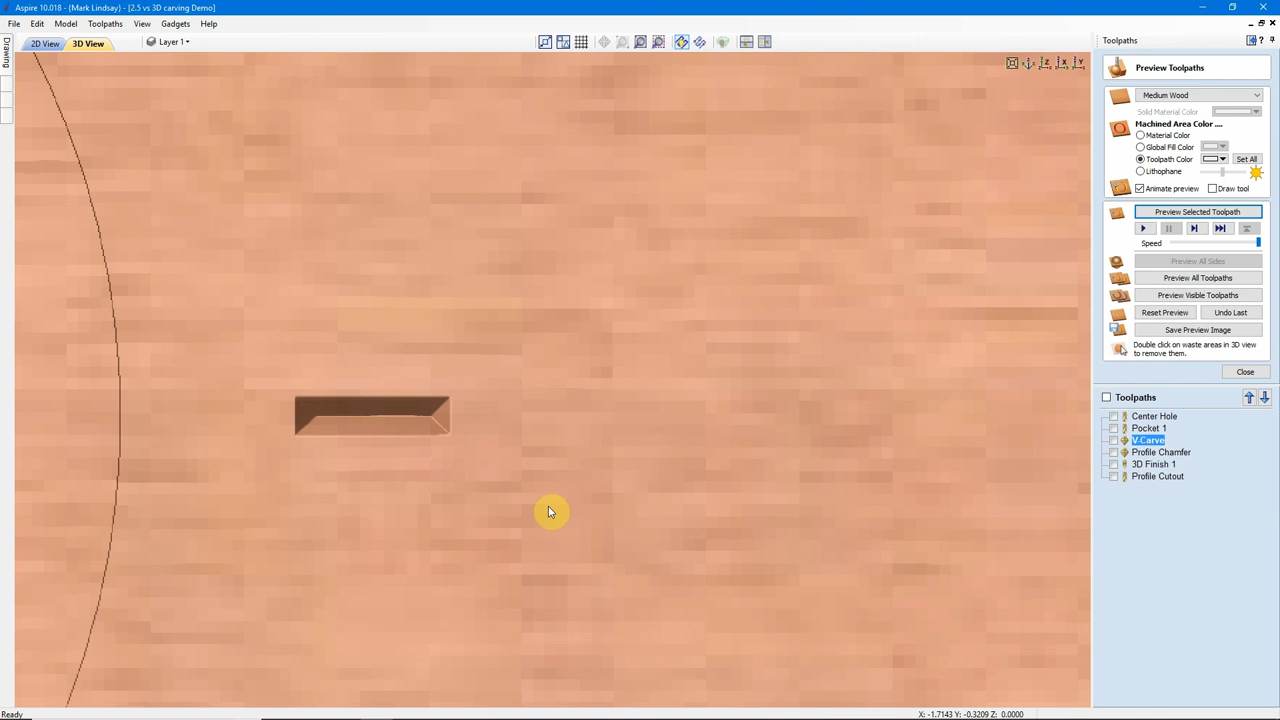 Aspire 10.018 - {Mark Lindsay} - [2.5 vs 3D carving Demo]
File Edit Model Toolpaths View Gadgets Help
2D View 3D View Layer 1
Drawing
Toolpaths
Preview Toolpaths
Medium Wood
Solid Material Color
Machined Area Color ....
Material Color
Global Fill Color
Toolpath Color Set All
Lithophane
Animate preview Draw tool
Preview Selected Toolpath
Speed
Preview All Sides
Preview All Toolpaths
Preview Visible Toolpaths
Reset Preview Undo Last
Save Preview Image
Double click on waste areas in 3D view
to remove them.
Close
Toolpaths
Center Hole
Pocket 1
V-Carve
Profile Chamfer
3D Finish 1
Profile Cutout
Ready X: -1.7143 Y: -0.3209 Z: 0.0000